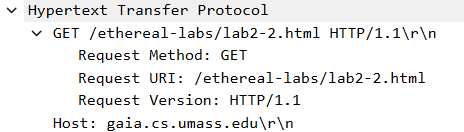 Hypertext Transfer Protocol
GET /ethereal-labs/lab2-2.html HTTP/1.1\r\n
Request Method: GET
Request URI: /ethereal-labs/lab2-2.html
Request Version: HTTP/1.1
Host: gaia.cs.umass.edu\r\n